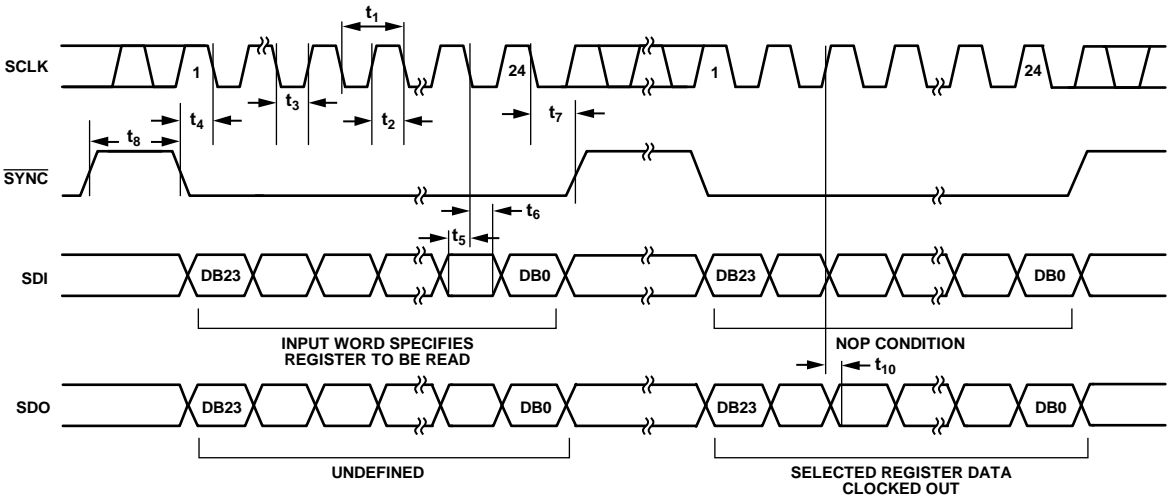 t1
SCLK
1
24
1
24
t3
t2
t4
t7
t8
SYNC
t6
t5
SDI
DB23
DB0
DB23
DB0
INPUT WORD SPECIFIES
REGISTER TO BE READ
NOP CONDITION
t10
SDO
DB23
DB0
DB23
DB0
UNDEFINED
SELECTED REGISTER DATA
CLOCKED OUT